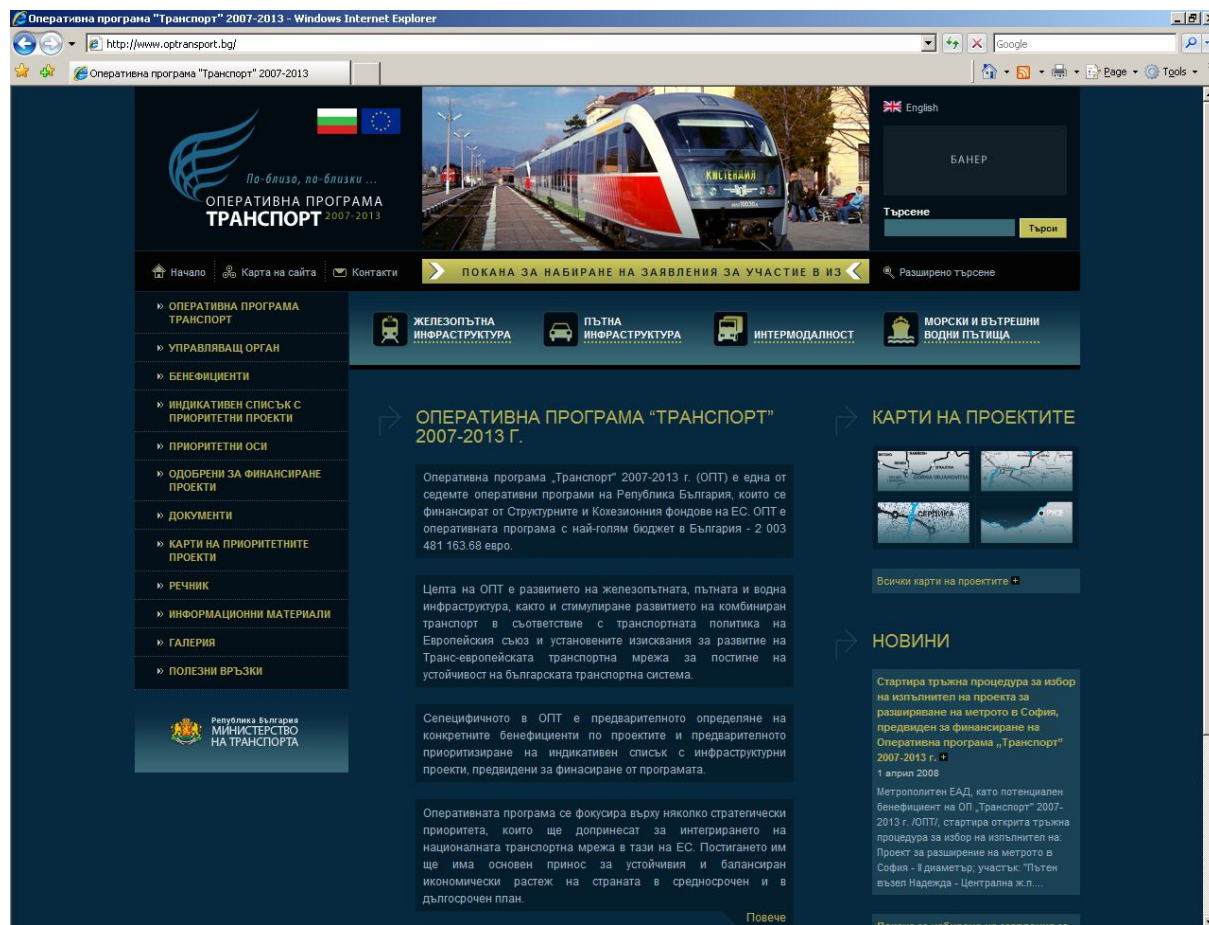 Оперативна програма "Транспорт" 2007-2013 - Windows Internet Explorer
http://www.optransport.bg/
Google
Оперативна програма "Транспорт" 2007-2013
Page
Tools
По-близо, по-близки ...
ОПЕРАТИВНА ПРОГРАМА
ТРАНСПОРТ 2007-2013
КЮСТЕНДИЛ
English
БАНЕР
Търсене
Търси
Начало
Карта на сайта
Контакти
ПОКАНА ЗА НАБИРАНЕ НА ЗАЯВЛЕНИЯ ЗА УЧАСТИЕ В ИЗ
Разширено търсене
ОПЕРАТИВНА ПРОГРАМА
ТРАНСПОРТ
УПРАВЛЯВАЩ ОРГАН
БЕНЕФИЦИЕНТИ
ИНДИКАТИВЕН СПИСЪК С
ПРИОРИТЕТНИ ПРОЕКТИ
ПРИОРИТЕТНИ ОСИ
ОДОБРЕНИ ЗА ФИНАНСИРАНЕ
ПРОЕКТИ
ДОКУМЕНТИ
КАРТИ НА ПРИОРИТЕТНИТЕ
ПРОЕКТИ
РЕЧНИК
ИНФОРМАЦИОННИ МАТЕРИАЛИ
ГАЛЕРИЯ
ПОЛЕЗНИ ВРЪЗКИ
Република България
МИНИСТЕРСТВО
НА ТРАНСПОРТА
ЖЕЛЕЗОПЪТНА
ИНФРАСТРУКТУРА
ПЪТНА
ИНФРАСТРУКТУРА
ИНТЕРМОДАЛНОСТ
МОРСКИ И ВЪТРЕШНИ
ВОДНИ ПЪТИЩА
ОПЕРАТИВНА ПРОГРАМА “ТРАНСПОРТ”
2007-2013 Г.
Оперативна програма „Транспорт” 2007-2013 г. (ОПТ) е една от
седемте оперативни програми на Република България, които се
финансират от Структурните и Кохезионния фондове на ЕС. ОПТ е
оперативната програма с най-голям бюджет в България - 2 003
481 163.68 евро.
Целта на ОПТ е развитието на железопътната, пътната и водна
инфраструктура, както и стимулиране развитието на комбиниран
транспорт в съответствие с транспортната политика на
Европейския съюз и установените изисквания за развитие на
Транс-европейската транспортна мрежа за постигне на
устойчивост на българската транспортна система.
Сепецифичното в ОПТ е предварителното определяне на
конкретните бенефициенти по проектите и предварителното
приоритизиране на индикативен списък с инфраструктурни
проекти, предвидени за финасиране от програмата.
Оперативната програма се фокусира върху няколко стратегически
приоритета, които ще допринесат за интегрирането на
националната транспортна мрежа в тази на ЕС. Постигането им
ще има основен принос за устойчивия и балансиран
икономически растеж на страната в средносрочен и в
дългосрочен план.
Повече
КАРТИ НА ПРОЕКТИТЕ
GORNA ORJAHOVITSA
СЕРДИКА
РУСЕ
Всички карти на проектите
НОВИНИ
Стартира тръжна процедура за избор
на изпълнител на проекта за
разширяване на метрото в София,
предвиден за финансиране на
Оперативна програма „Транспорт”
2007-2013 г.
1 април 2008
Метрополитен ЕАД, като потенциален
бенефициент на ОП „Транспорт” 2007-
2013 г. /ОПТ/, стартира открита тръжна
процедура за избор на изпълнител на:
Проект за разширение на метрото в
София - II диаметър; участък: "Пътен
възел Надежда - Централна ж.п....